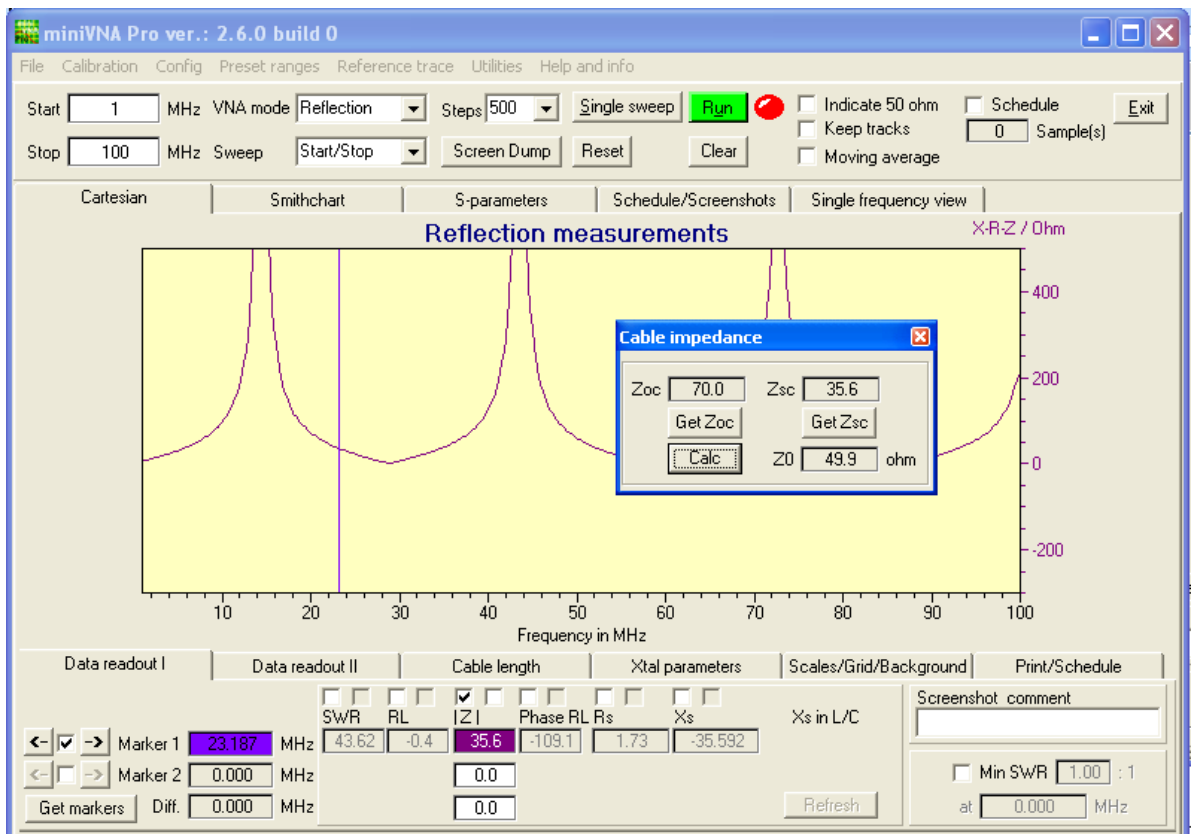 miniVNA Pro ver.: 2.6.0 build 0
File Calibration Config Preset ranges Reference trace Utilities Help and info
Start 1 MHz VNA mode Reflection Steps 500 Single sweep Run Indicate 50 ohm Schedule Exit
Keep tracks 0 Sample(s)
Stop 100 MHz Sweep Start/Stop Screen Dump Reset Clear Moving average
Cartesian Smithchart S-parameters Schedule/Screenshots Single frequency view
Reflection measurements X-R-Z / Ohm
400
Cable impedance
200
Zoc 70.0 Zsc 35.6
Get Zoc Get Zsc
Calc Z0 49.9 ohm
0
-200
10 20 30 40 50 60 70 80 90 100
Frequency in MHz
Data readout I Data readout II Cable length Xtal parameters Scales/Grid/Background Print/Schedule
Screenshot comment
SWR RL |Z| Phase RL Rs Xs Xs in L/C
<- -> Marker 1 23.187 MHz 43.62 -0.4 35.6 -109.1 1.73 -35.592
<- -> Marker 2 0.000 MHz 0.0 Min SWR 1.00 : 1
Get markers Diff. 0.000 MHz 0.0 Refresh at 0.000 MHz